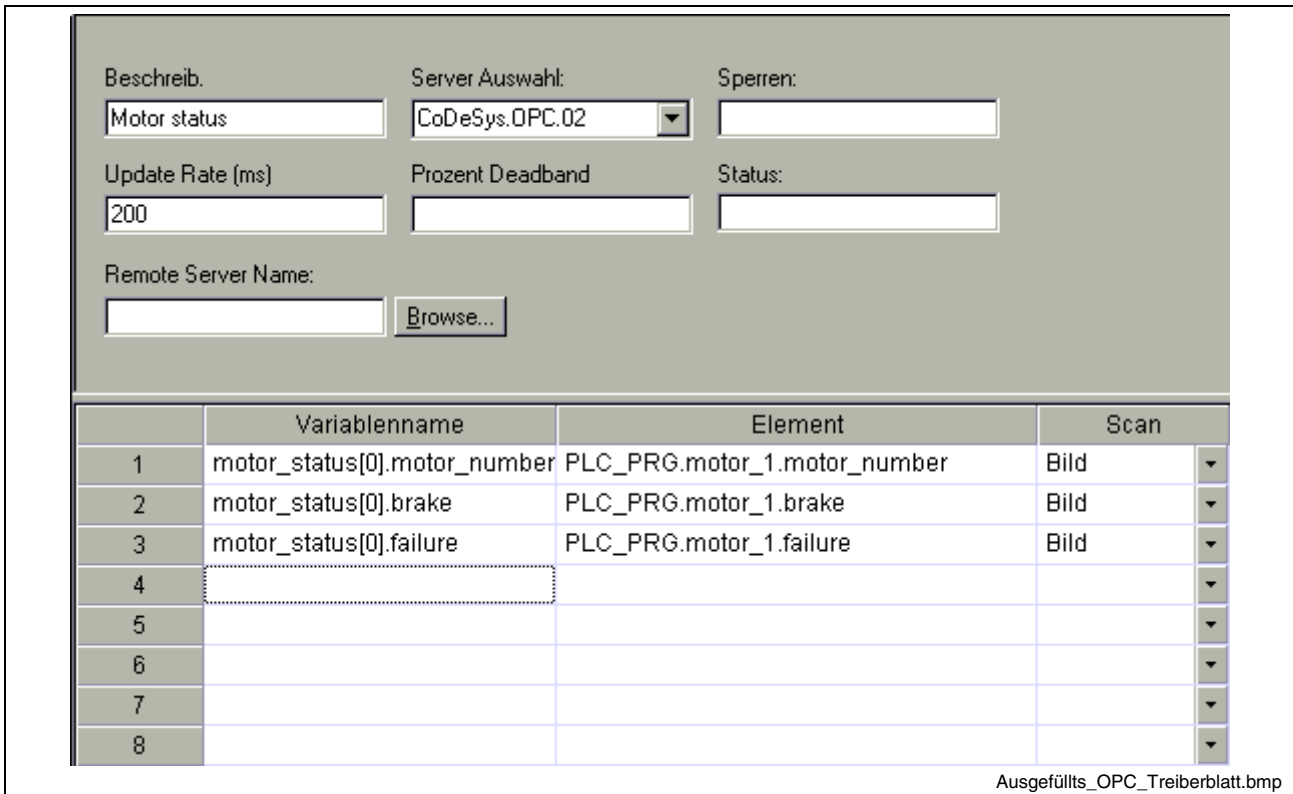 Beschreib. Server Auswahl: Sperren:
Motor status CoDeSys.OPC.02
Update Rate (ms) Prozent Deadband Status:
200
Remote Server Name:
Browse...
Variablenname Element Scan
1 motor_status[0].motor_number PLC_PRG.motor_1.motor_number Bild
2 motor_status[0].brake PLC_PRG.motor_1.brake Bild
3 motor_status[0].failure PLC_PRG.motor_1.failure Bild
4
5
6
7
8
Ausgefüllts_OPC_Treiberblatt.bmp